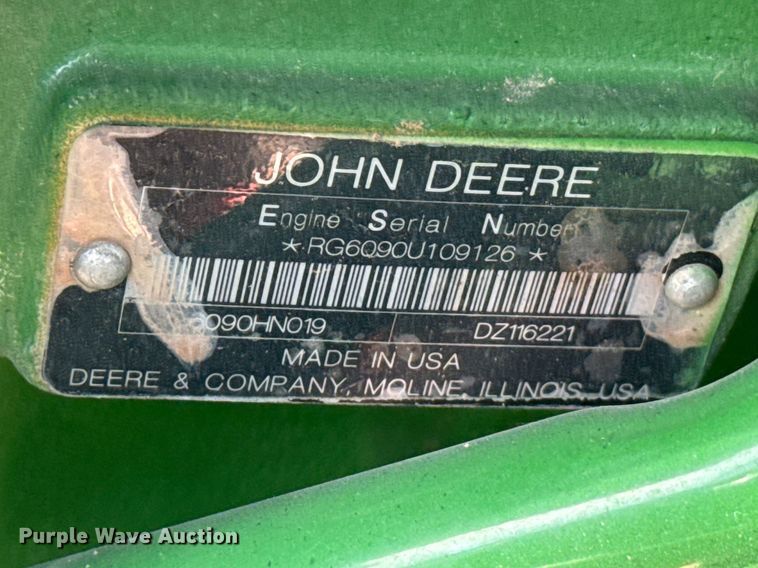 JOHN DEERE
Engine Serial Number
*RG6090U109126*
6090HN019 DZ116221
MADE IN USA
DEERE & COMPANY, MOLINE, ILLINOIS, USA
Purple Wave Auction